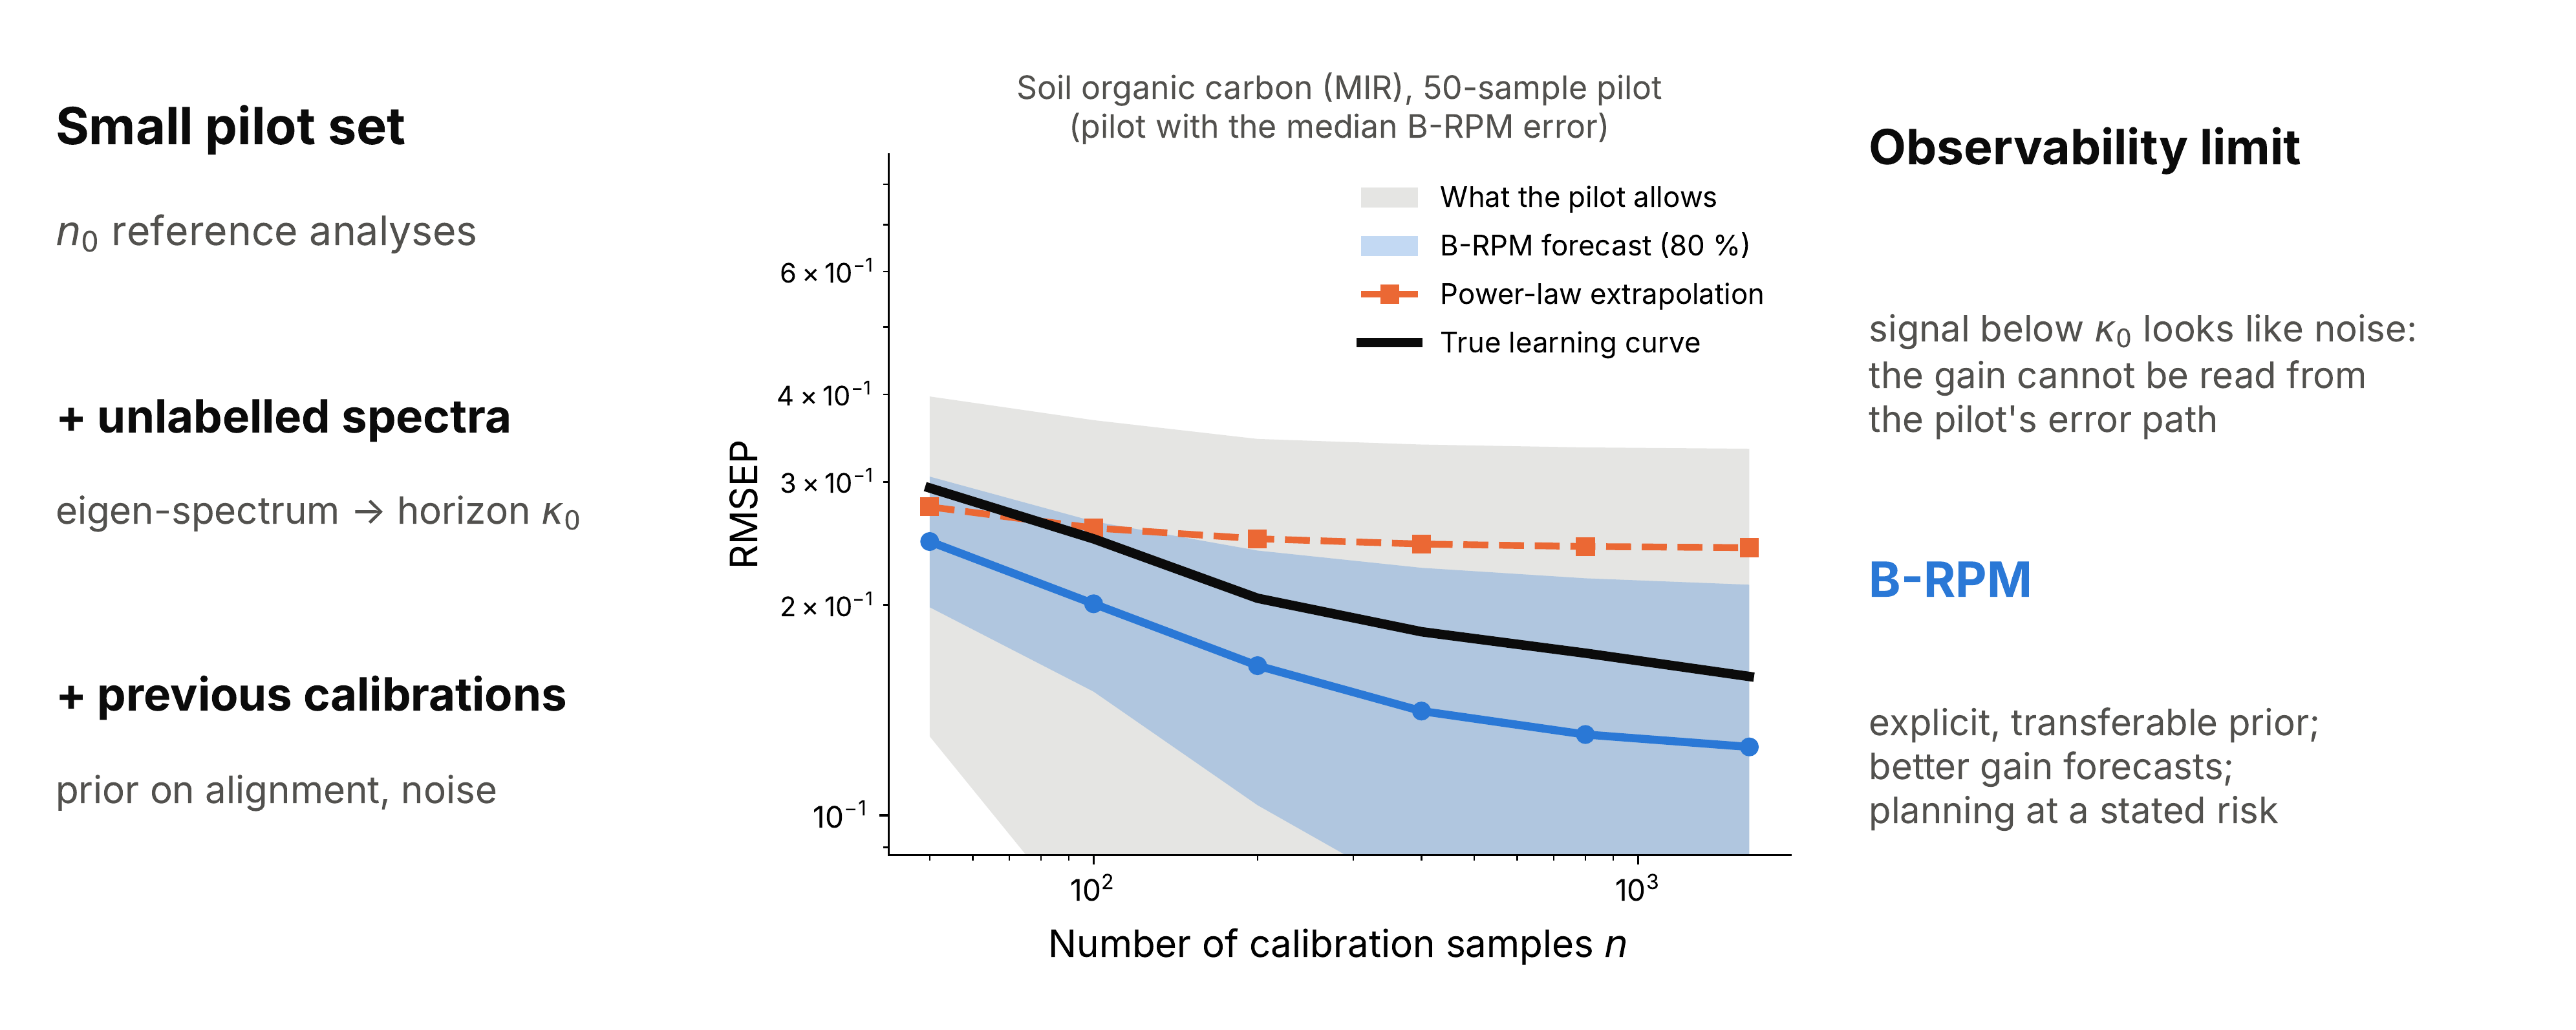 Small pilot set
n₀ reference analyses
+ unlabelled spectra
eigen-spectrum → horizon κ₀
+ previous calibrations
prior on alignment, noise
Soil organic carbon (MIR), 50-sample pilot
(pilot with the median B-RPM error)
What the pilot allows
B-RPM forecast (80 %)
Power-law extrapolation
True learning curve
RMSEP
6 × 10⁻¹
4 × 10⁻¹
3 × 10⁻¹
2 × 10⁻¹
10⁻¹
10² 10³
Number of calibration samples n
Observability limit
signal below κ₀ looks like noise:
the gain cannot be read from
the pilot's error path
B-RPM
explicit, transferable prior;
better gain forecasts;
planning at a stated risk